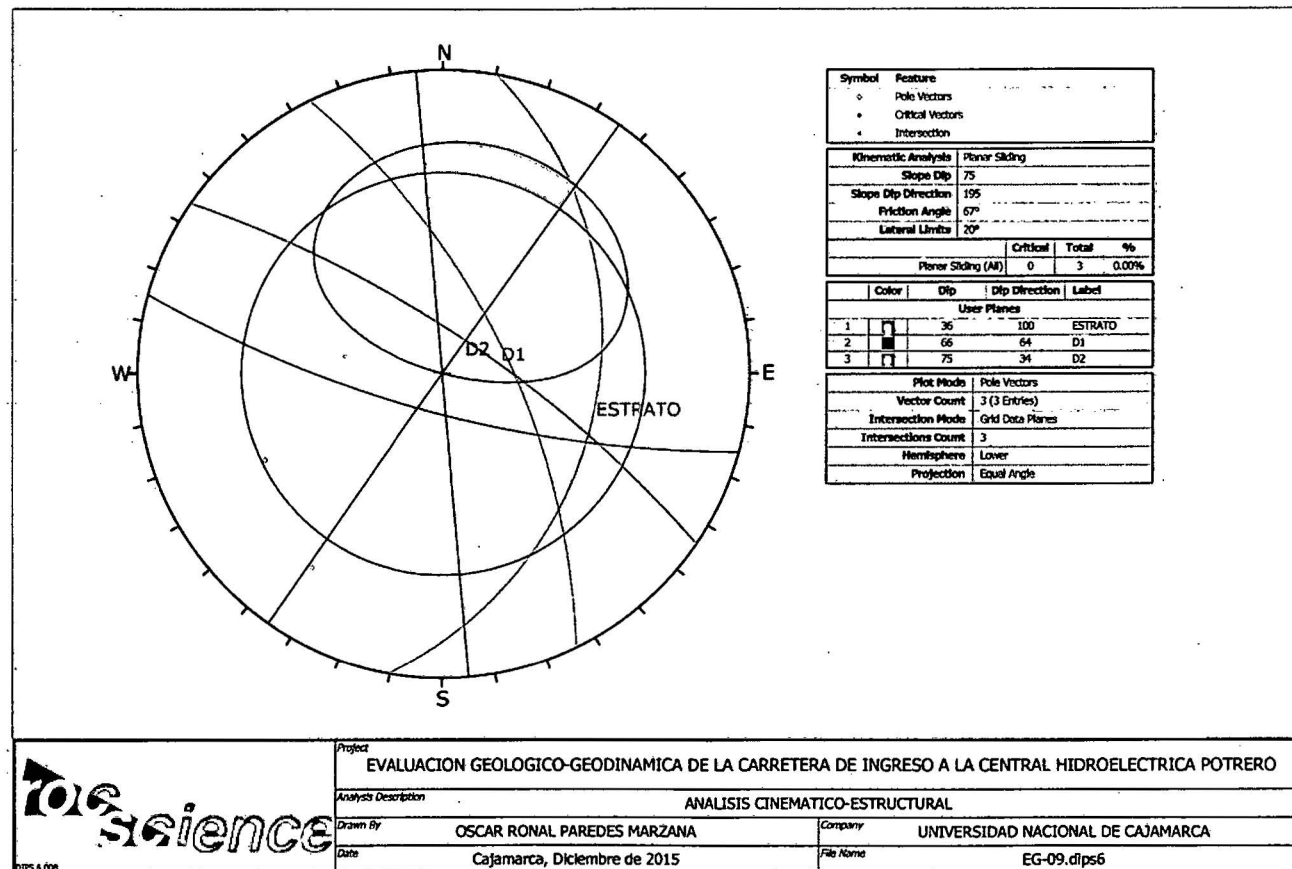 N
W
E
S
D2
D1
ESTRATO
Symbol Feature
Pole Vectors
Critical Vectors
Intersection
Kinematic Analysis Planar Sliding
Slope Dip 75
Slope Dip Direction 195
Friction Angle 67°
Lateral Limits 20°
Critical Total %
Planar Sliding (All) 0 3 0.00%
Color Dip Dip Direction Label
User Planes
1 36 100 ESTRATO
2 66 64 D1
3 75 34 D2
Plot Mode Pole Vectors
Vector Count 3 (3 Entries)
Intersection Mode Grid Data Planes
Intersections Count 3
Hemisphere Lower
Projection Equal Angle
rocscience
Project
EVALUACION GEOLOGICO-GEODINAMICA DE LA CARRETERA DE INGRESO A LA CENTRAL HIDROELECTRICA POTRERO
Analysis Description
ANALISIS CINEMATICO-ESTRUCTURAL
Drawn By OSCAR RONAL PAREDES MARZANA
Company UNIVERSIDAD NACIONAL DE CAJAMARCA
Date Cajamarca, Diciembre de 2015
File Name EG-09.dips6